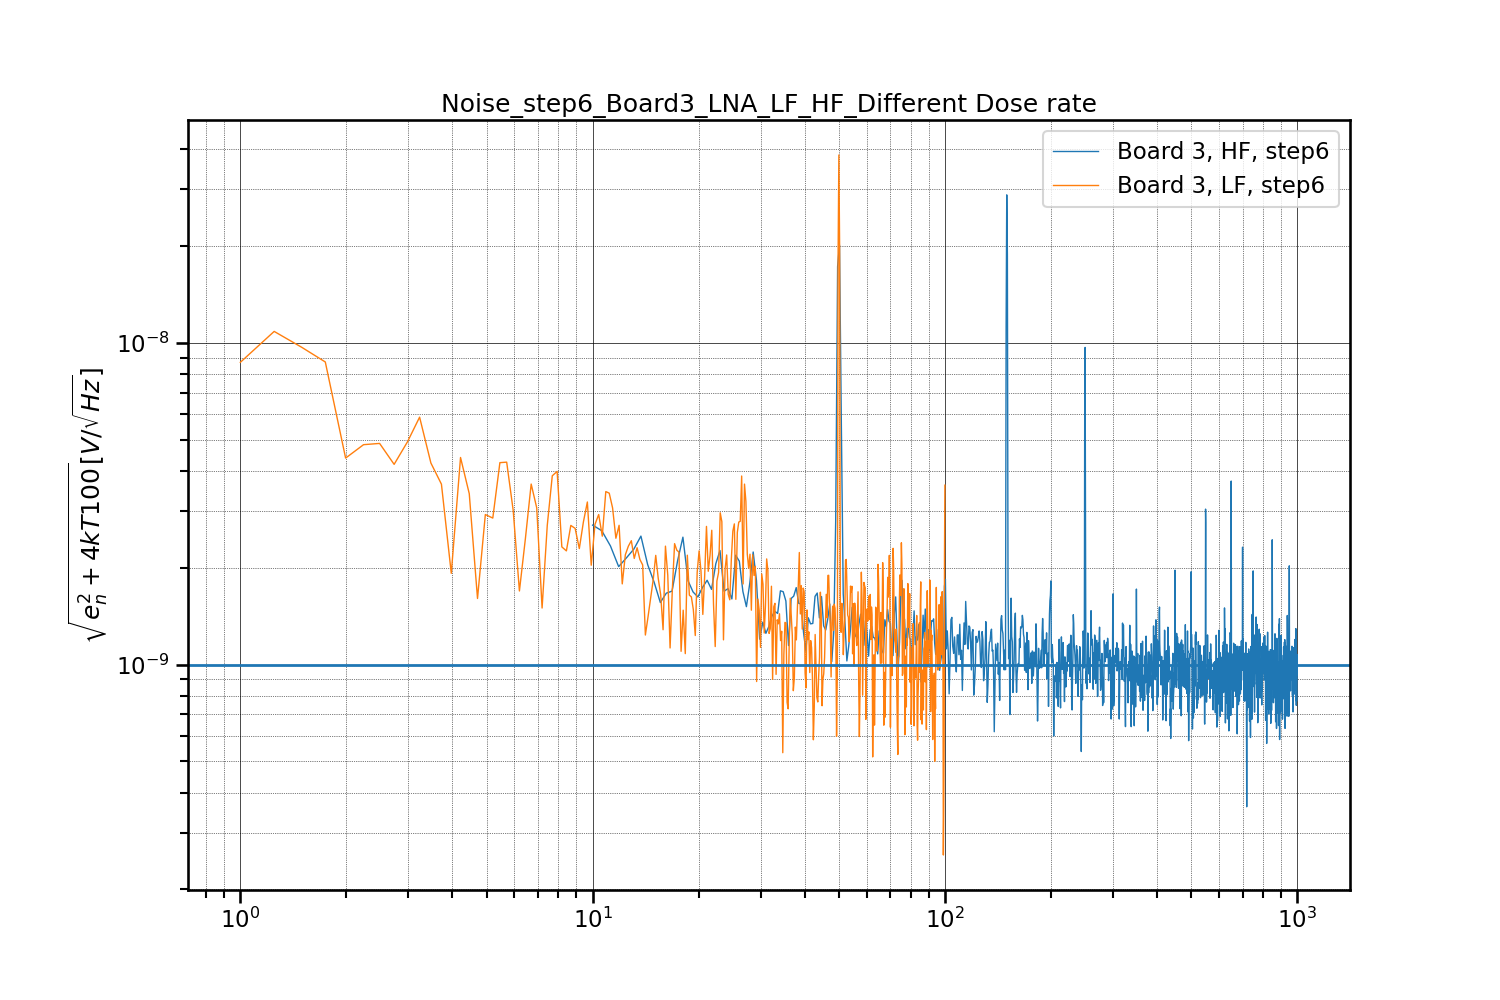 Noise_step6_Board3_LNA_LF_HF_Different Dose rate
Board 3, HF, step6
Board 3, LF, step6
10⁻⁸
10⁻⁹
√(eₙ² + 4kT100) [V/√Hz]
10⁰ 10¹ 10² 10³